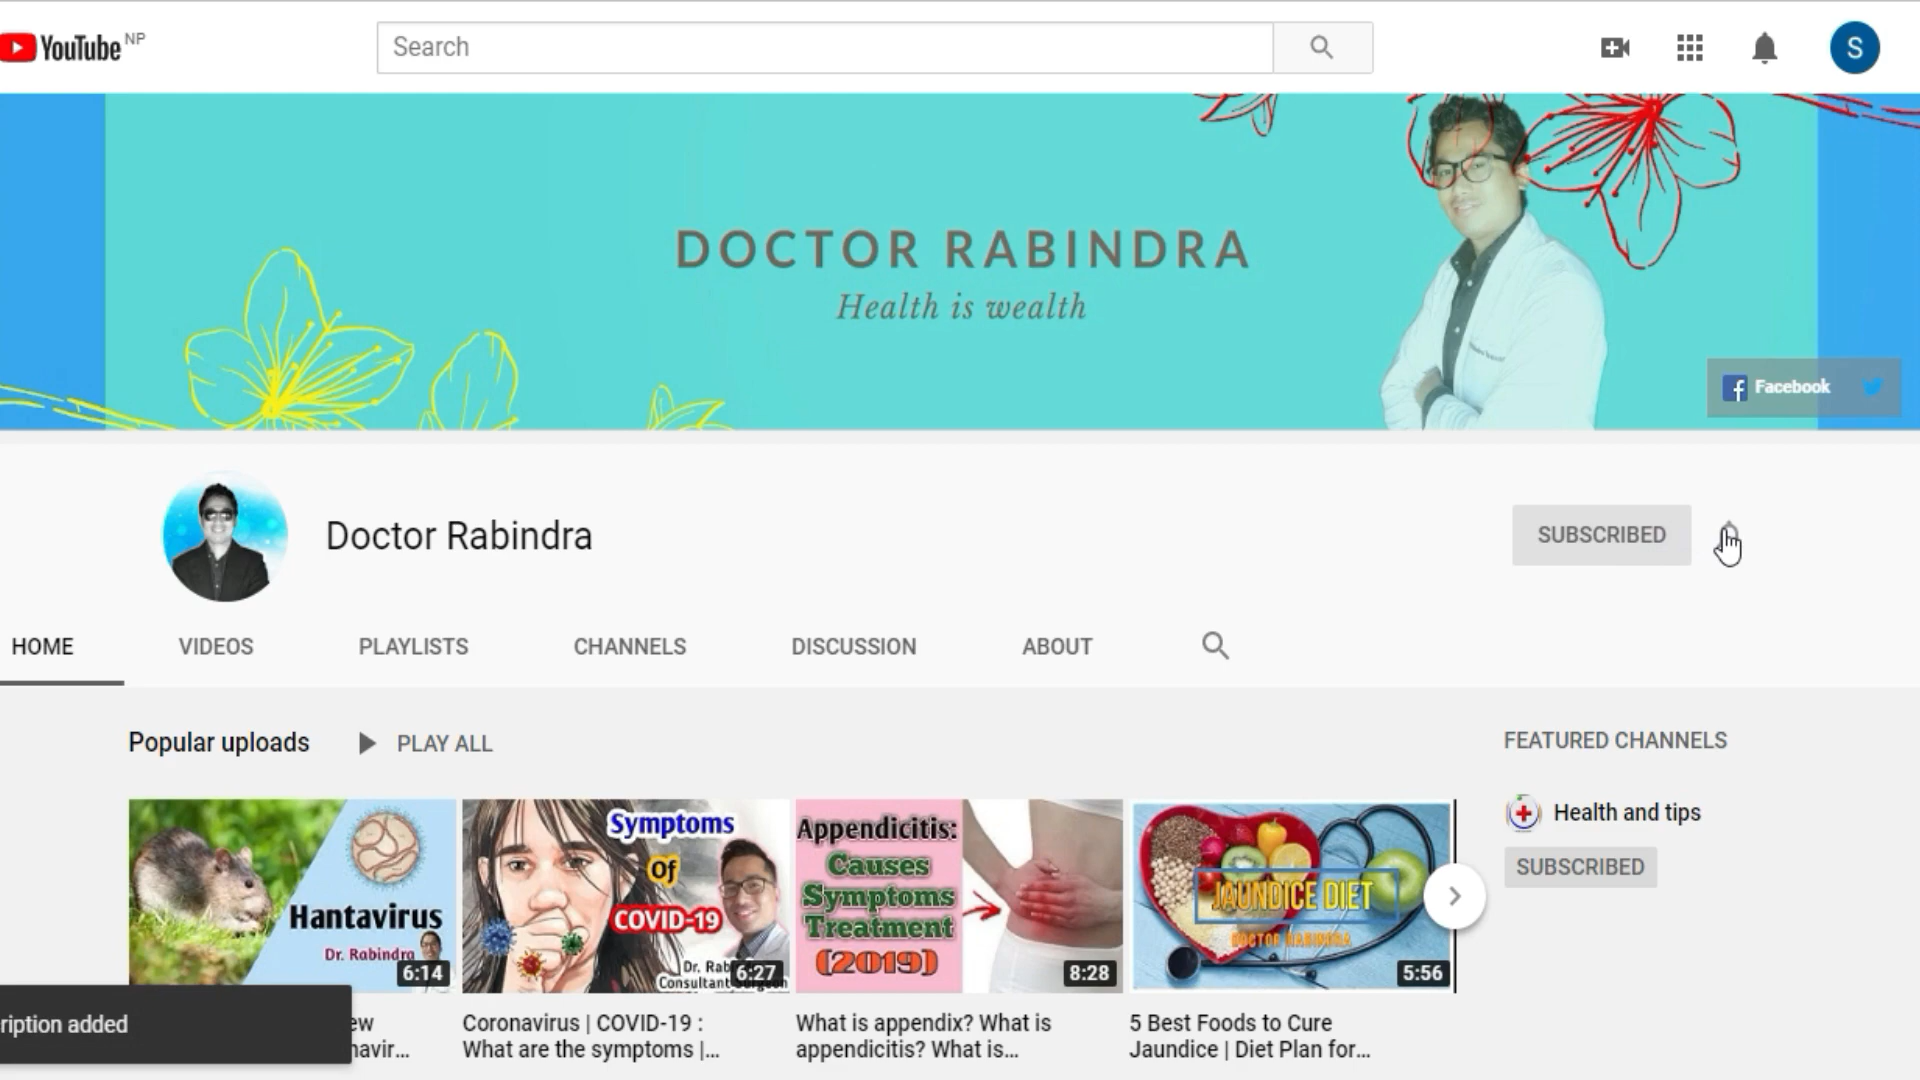 YouTube NP
Search
S
DOCTOR RABINDRA
Health is wealth
Facebook
Doctor Rabindra
SUBSCRIBED
HOME
VIDEOS
PLAYLISTS
CHANNELS
DISCUSSION
ABOUT
Popular uploads
PLAY ALL
FEATURED CHANNELS
Health and tips
SUBSCRIBED
Hantavirus
Dr. Rabindra
6:14
Symptoms
Of
COVID-19
Dr.
Consultant
6:27
Appendicitis:
Causes
Symptoms
Treatment
(2019)
8:28
JAUNDICE DIET
DOCTOR RABINDRA
5:56
ription added
ew
navir...
Coronavirus | COVID-19 :
What are the symptoms |...
What is appendix? What is
appendicitis? What is...
5 Best Foods to Cure
Jaundice | Diet Plan for...